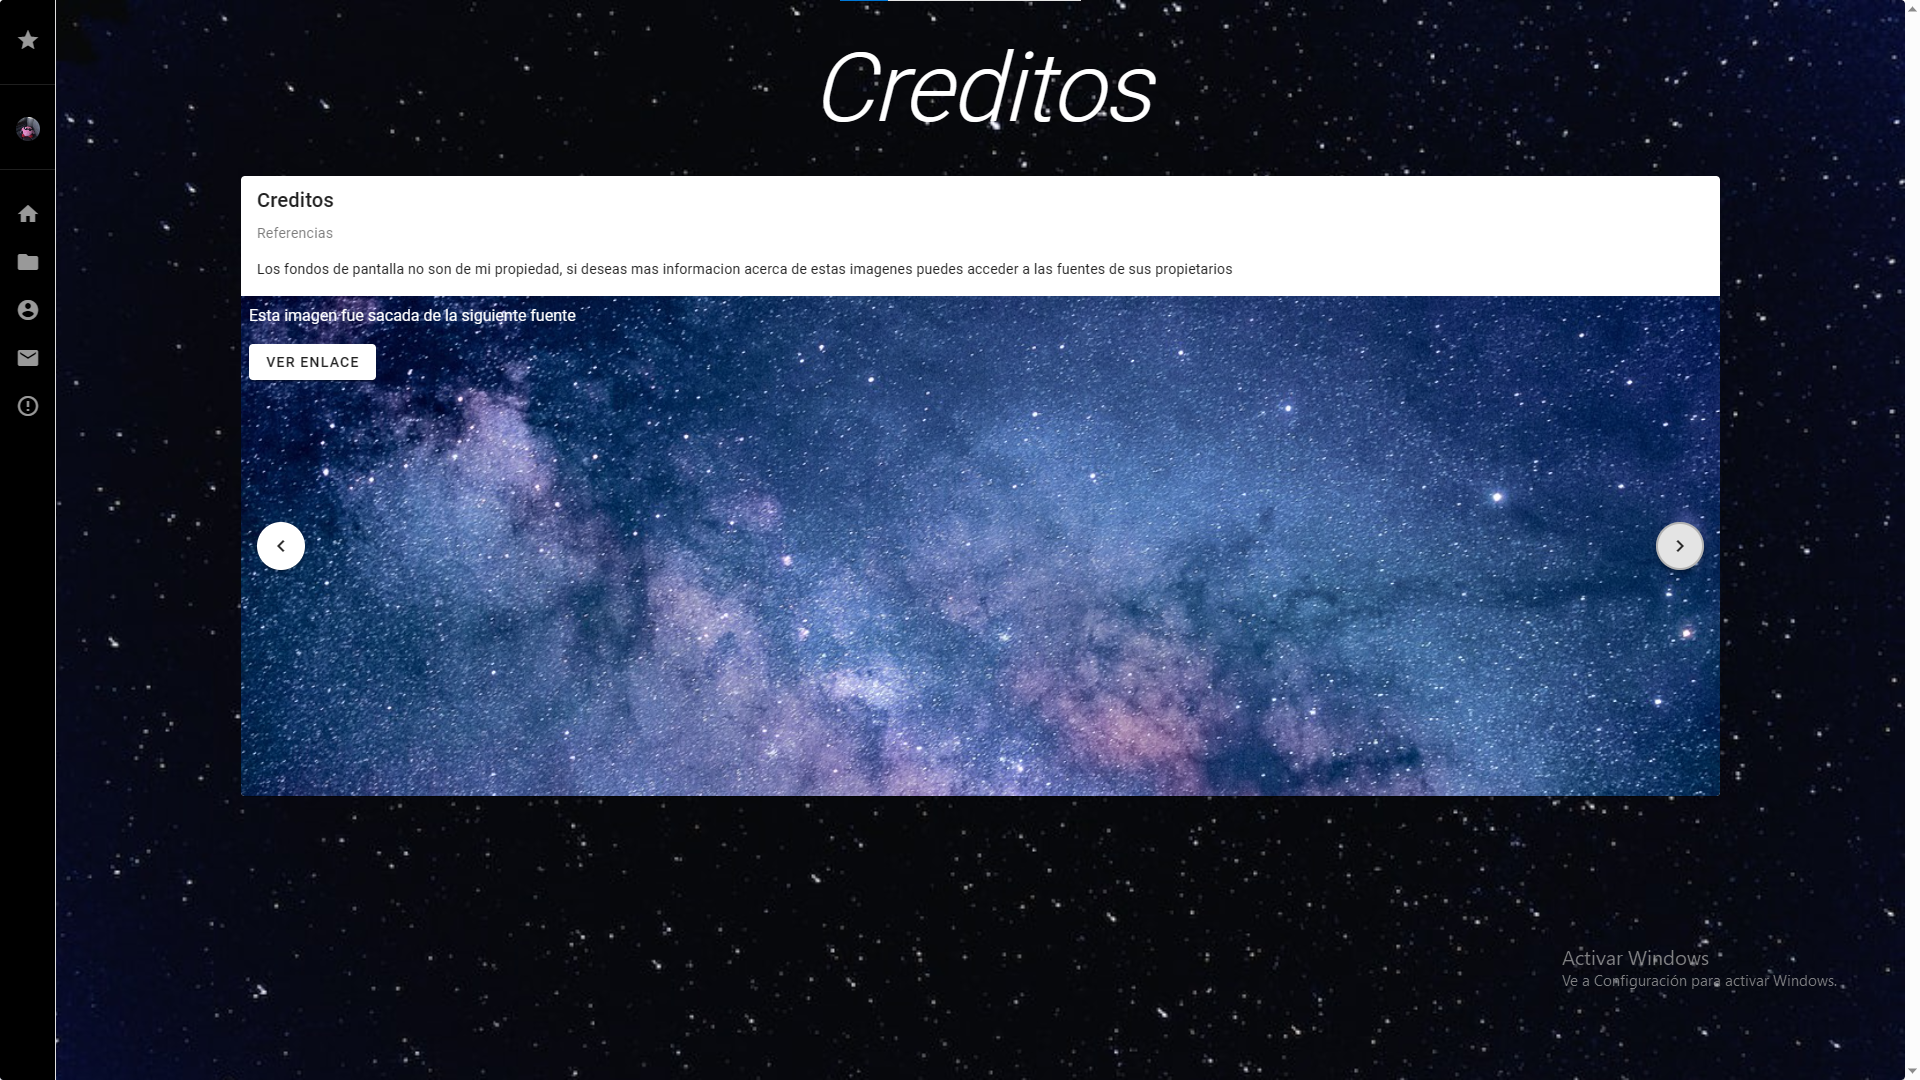 Creditos
Creditos
Referencias
Los fondos de pantalla no son de mi propiedad, si deseas mas informacion acerca de estas imagenes puedes acceder a las fuentes de sus propietarios
Esta imagen fue sacada de la siguiente fuente
VER ENLACE
Activar Windows
Ve a Configuración para activar Windows.